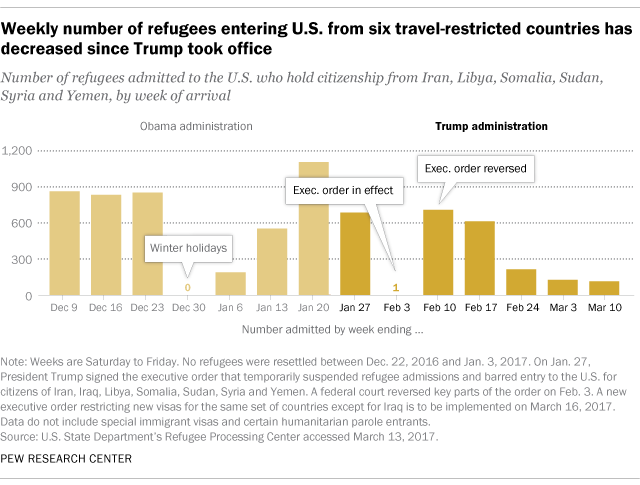 Weekly number of refugees entering U.S. from six travel-restricted countries has
decreased since Trump took office
Number of refugees admitted to the U.S. who hold citizenship from Iran, Libya, Somalia, Sudan,
Syria and Yemen, by week of arrival
Obama administration
Trump administration
1,200
900
600
300
0
Exec. order reversed
Exec. order in effect
Winter holidays
0
1
Dec 9
Dec 16
Dec 23
Dec 30
Jan 6
Jan 13
Jan 20
Jan 27
Feb 3
Feb 10
Feb 17
Feb 24
Mar 3
Mar 10
Number admitted by week ending ...
Note: Weeks are Saturday to Friday. No refugees were resettled between Dec. 22, 2016 and Jan. 3, 2017. On Jan. 27,
President Trump signed the executive order that temporarily suspended refugee admissions and barred entry to the U.S. for
citizens of Iran, Iraq, Libya, Somalia, Sudan, Syria and Yemen. A federal court reversed key parts of the order on Feb. 3. A new
executive order restricting new visas for the same set of countries except for Iraq is to be implemented on March 16, 2017.
Data do not include special immigrant visas and certain humanitarian parole entrants.
Source: U.S. State Department's Refugee Processing Center accessed March 13, 2017.
PEW RESEARCH CENTER